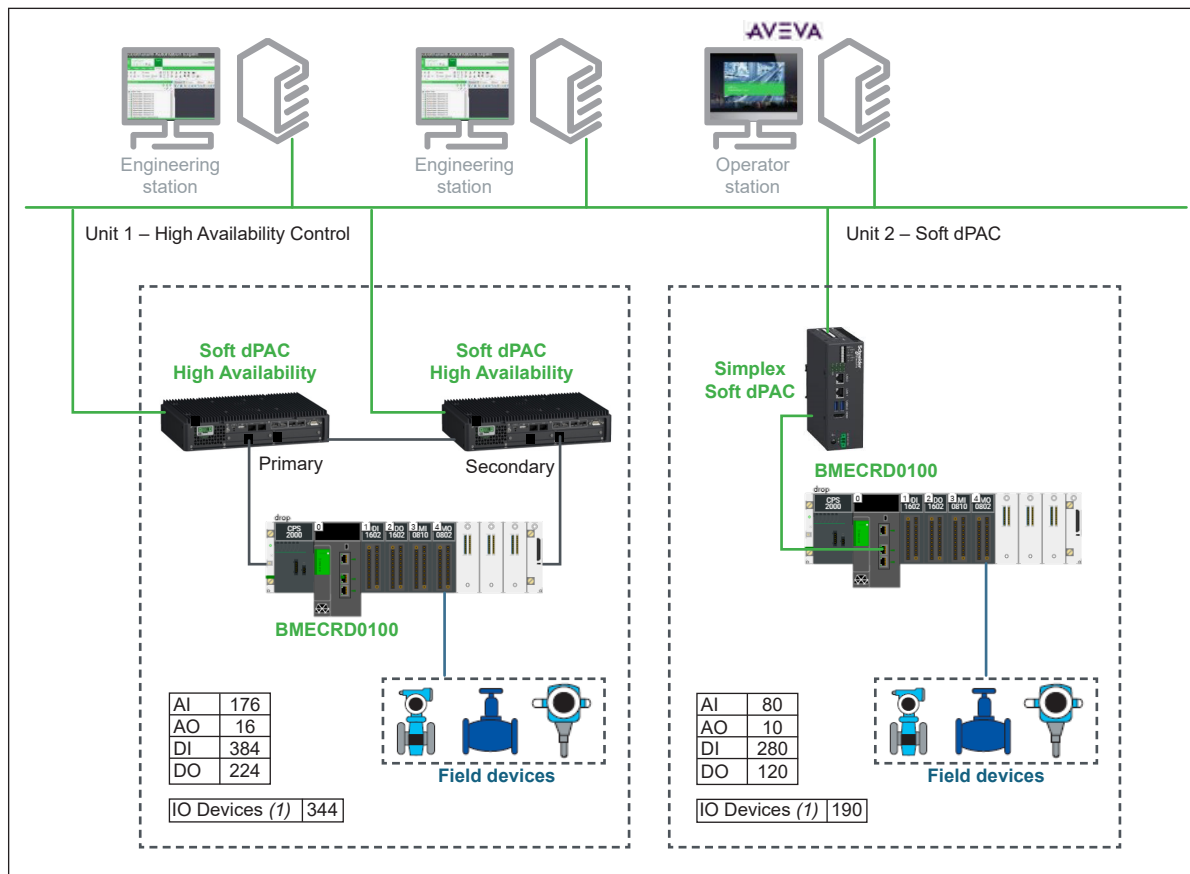 AVEVA
Engineering
station
Engineering
station
Operator
station
Unit 1 – High Availability Control
Unit 2 – Soft dPAC
Soft dPAC
High Availability
Soft dPAC
High Availability
Primary
Secondary
drop
CPS
2000
0
1 DI
1602
2 DO
1602
3 MI
0810
4 MO
0802
BMECRD0100
AI 176
AO 16
DI 384
DO 224
IO Devices (1) 344
Field devices
Schneider
Simplex
Soft dPAC
BMECRD0100
drop
CPS
2000
0
1 DI
1602
2 DO
1602
3 MI
0810
4 MO
0802
AI 80
AO 10
DI 280
DO 120
IO Devices (1) 190
Field devices